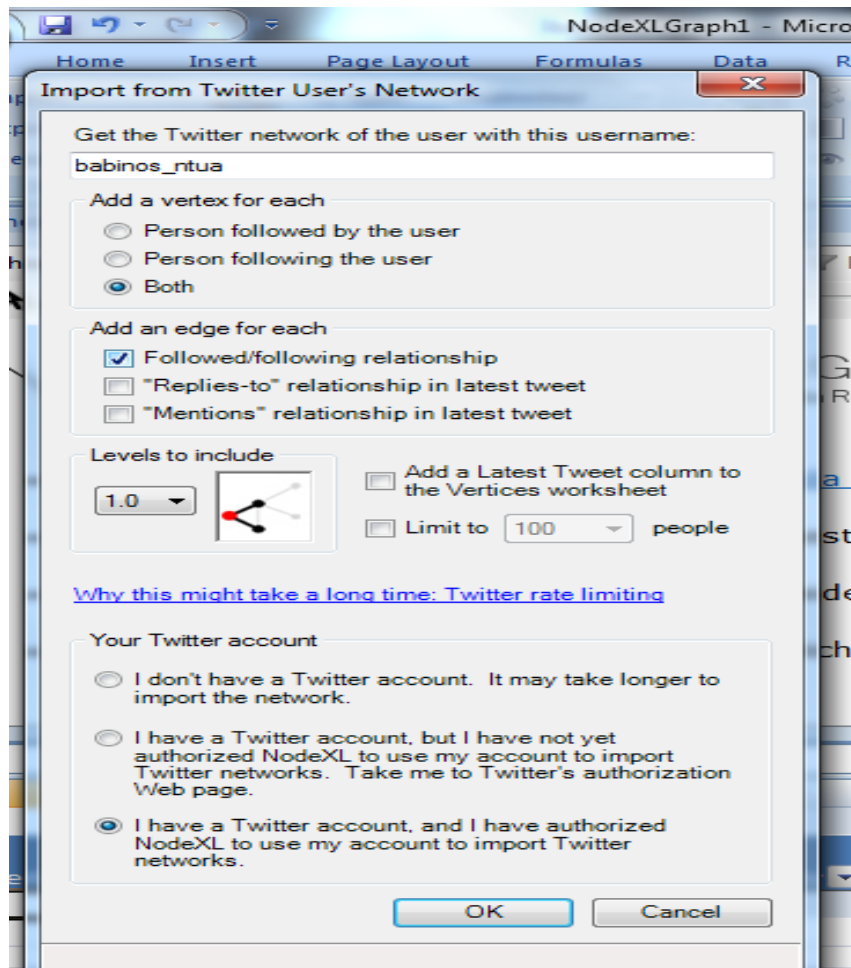 NodeXLGraph1 - Micro
Home Insert Page Layout Formulas Data R
Import from Twitter User's Network
Get the Twitter network of the user with this username:
babinos_ntua
Add a vertex for each
Person followed by the user
Person following the user
Both
Add an edge for each
Followed/following relationship
"Replies-to" relationship in latest tweet
"Mentions" relationship in latest tweet
Levels to include
1.0
Add a Latest Tweet column to
the Vertices worksheet
Limit to 100 people
Why this might take a long time: Twitter rate limiting
Your Twitter account
I don't have a Twitter account. It may take longer to
import the network.
I have a Twitter account, but I have not yet
authorized NodeXL to use my account to import
Twitter networks. Take me to Twitter's authorization
Web page.
I have a Twitter account, and I have authorized
NodeXL to use my account to import Twitter
networks.
OK Cancel